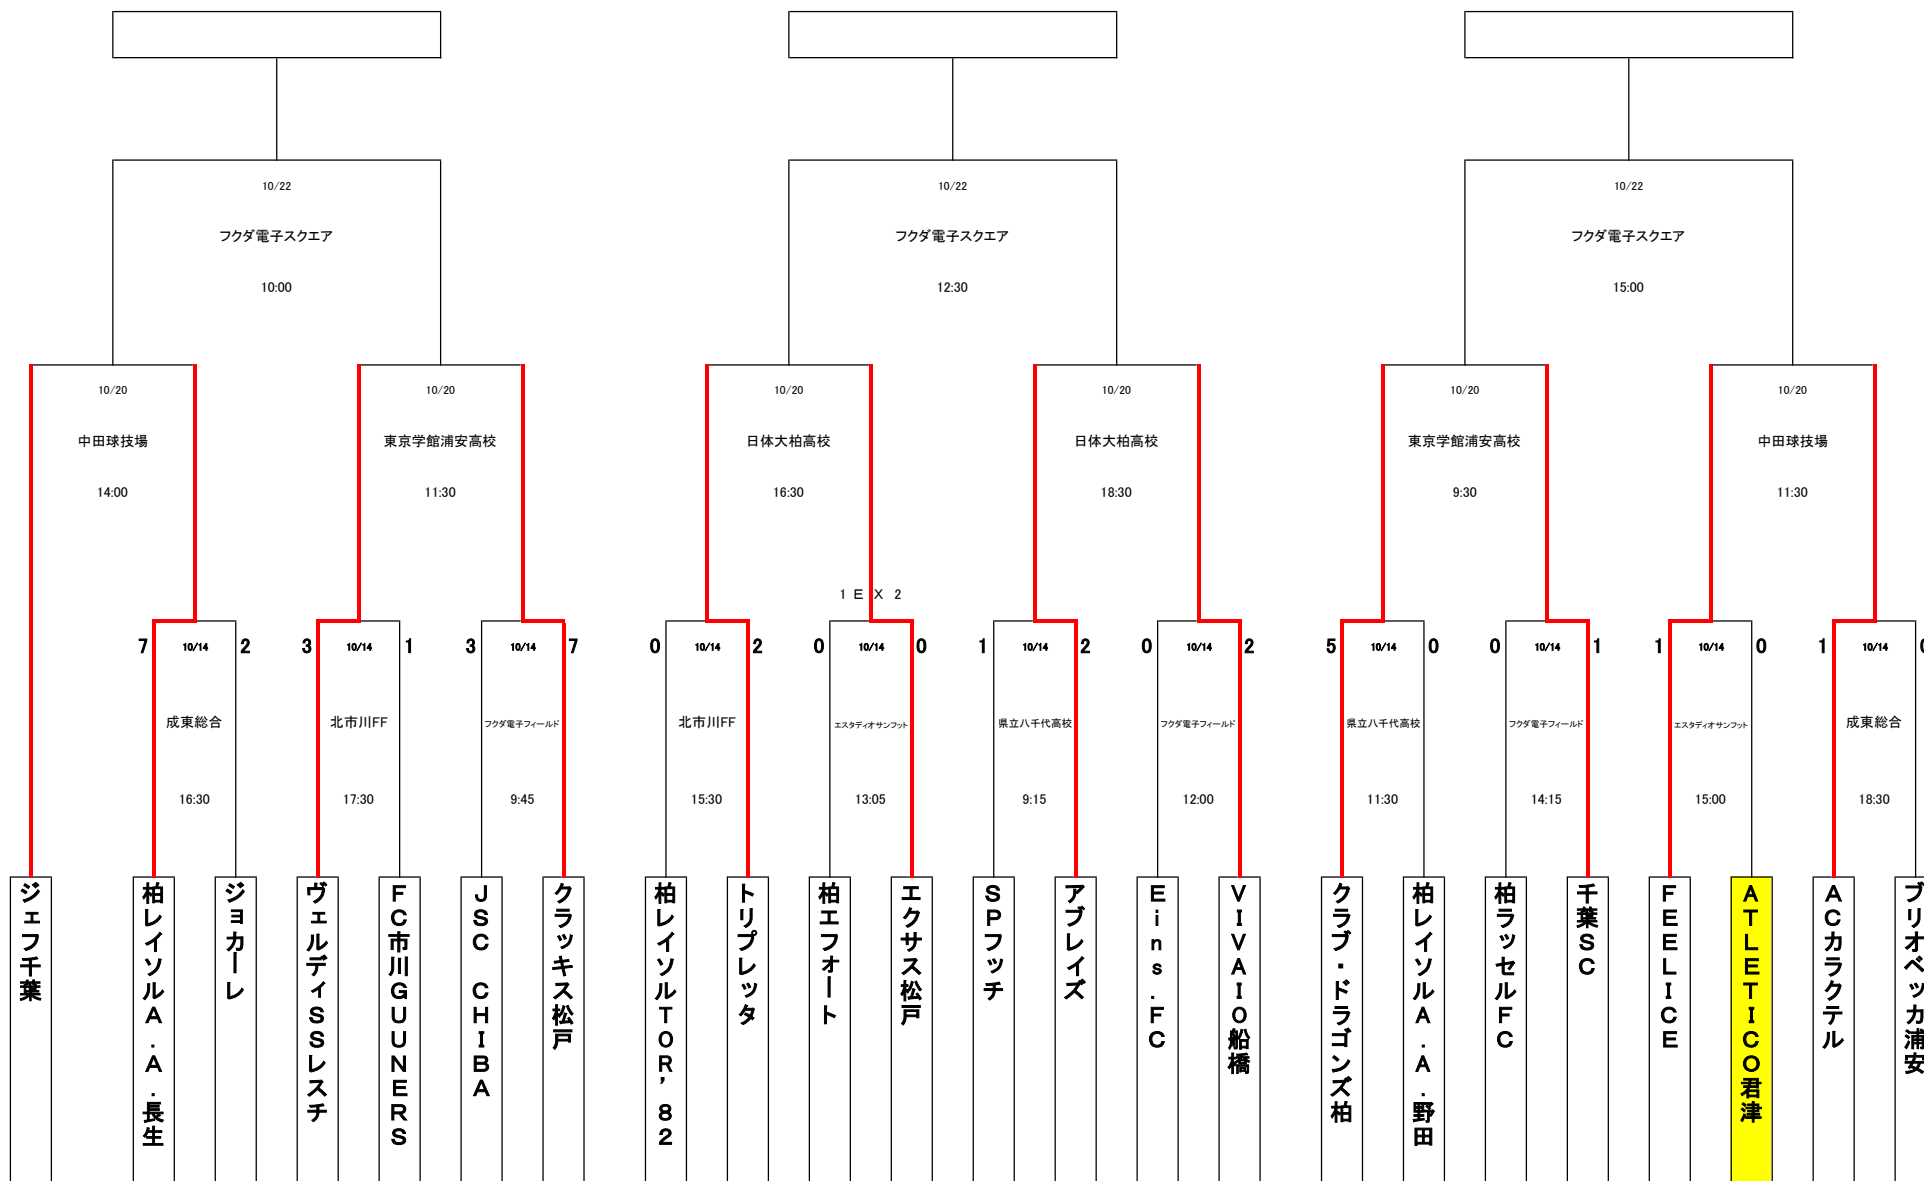 10/22
10/22
10/22
フクダ電子スクエア
フクダ電子スクエア
フクダ電子スクエア
10:00
12:30
15:00
10/20
10/20
10/20
10/20
10/20
10/20
中田球技場
東京学館浦安高校
日体大柏高校
日体大柏高校
東京学館浦安高校
中田球技場
14:00
11:30
16:30
18:30
9:30
11:30
1 E X 2
7 10/14 2
3 10/14 1
3 10/14 7
0 10/14 2
0 10/14 0
1 10/14 2
0 10/14 2
5 10/14 0
0 10/14 1
1 10/14 0
1 10/14 0
成東総合
北市川FF
フクダ電子フィールド
北市川FF
エスタディオサンフット
県立八千代高校
フクダ電子フィールド
県立八千代高校
フクダ電子フィールド
エスタディオサンフット
成東総合
16:30
17:30
9:45
15:30
13:05
9:15
12:00
11:30
14:15
15:00
18:30
ジェフ千葉
柏レイソルA.A.長生
ジョカーレ
ヴェルディSSレスチ
FC市川GUUNERS
JSC CHIBA
クラッキス松戸
柏レイソルTOR'82
トリプレッタ
柏エフォート
エクサス松戸
SPフッチ
アブレイズ
Eins.FC
VIVAIO船橋
クラブ・ドラゴンズ柏
柏レイソルA.A.野田
柏ラッセルFC
千葉SC
FEELICE
ATLETICO君津
ACカラクテル
ブリオベッカ浦安